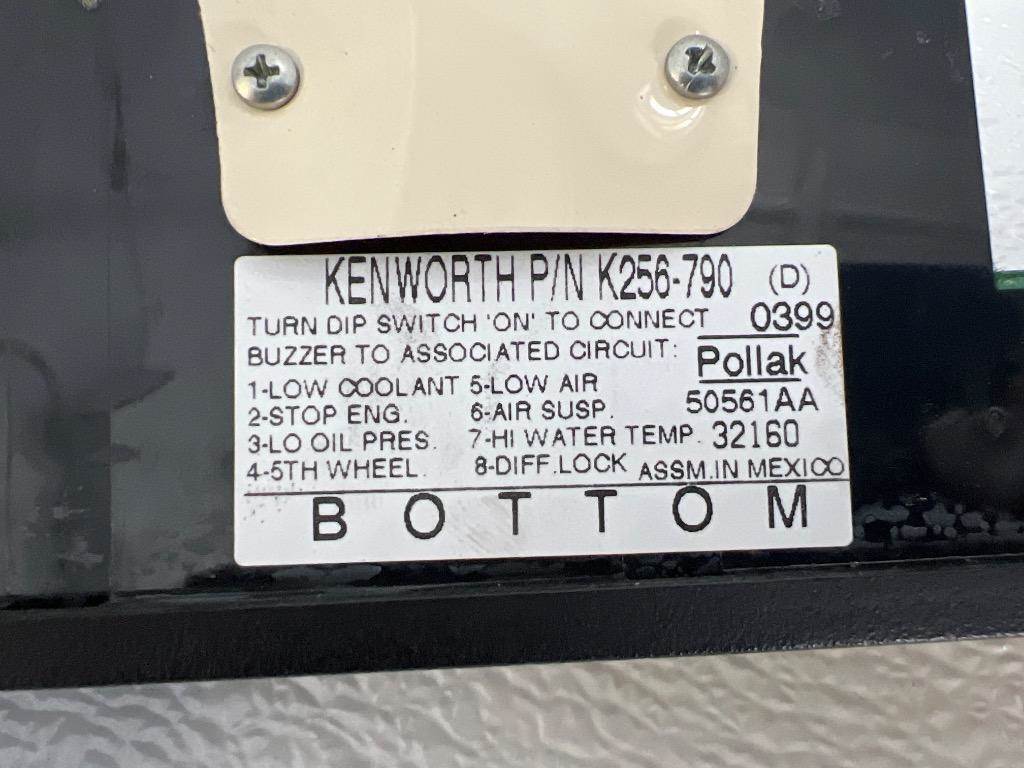 KENWORTH P/N K256-790 (D)
TURN DIP SWITCH 'ON' TO CONNECT 0399
BUZZER TO ASSOCIATED CIRCUIT: Pollak
1-LOW COOLANT 5-LOW AIR 50561AA
2-STOP ENG. 6-AIR SUSP.
3-LO OIL PRES. 7-HI WATER TEMP. 32160
4-5TH WHEEL. 8-DIFF.LOCK ASSM.IN MEXICO
BOTTOM